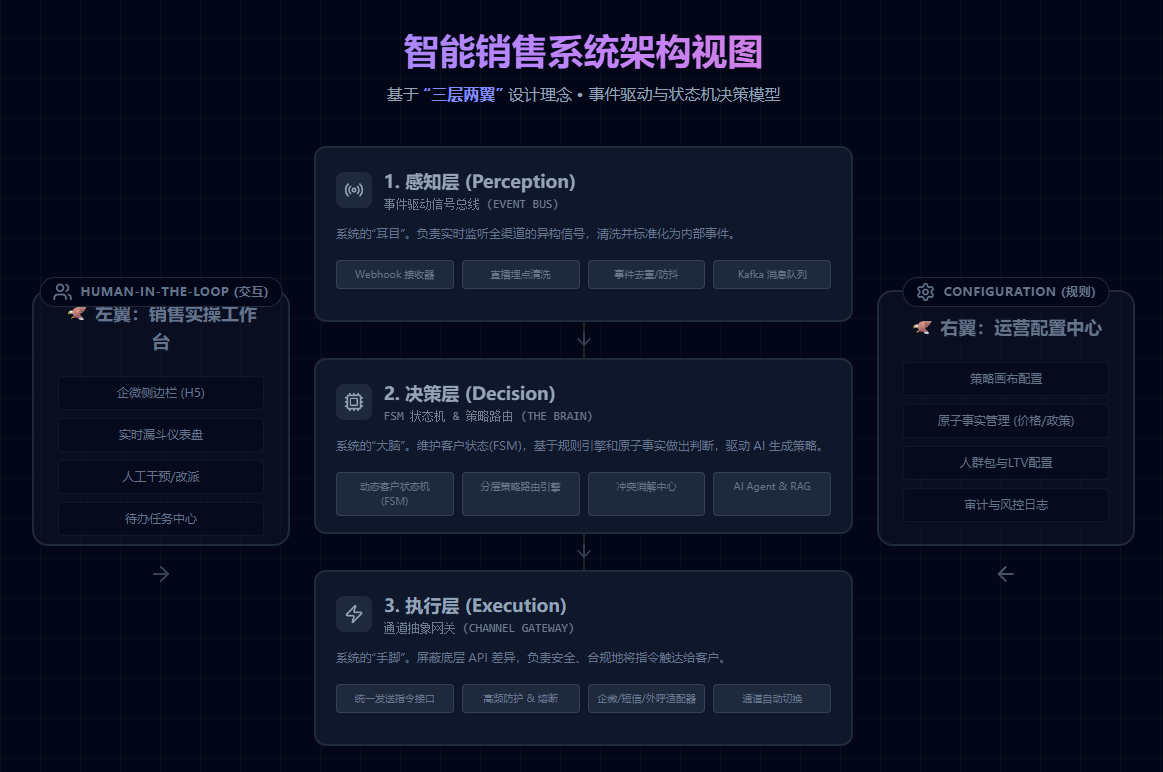 智能销售系统架构视图
基于 “三层两翼” 设计理念 • 事件驱动与状态机决策模型
1. 感知层 (Perception)
事件驱动信号总线 (EVENT BUS)
系统的“耳目”。负责实时监听全渠道的异构信号，清洗并标准化为内部事件。
Webhook 接收器
直播埋点清洗
事件去重/防抖
Kafka 消息队列
HUMAN-IN-THE-LOOP (交互)
左翼：销售实操工作
台
企微侧边栏 (H5)
实时漏斗仪表盘
人工干预/改派
待办任务中心
2. 决策层 (Decision)
FSM 状态机 & 策略路由 (THE BRAIN)
系统的“大脑”。维护客户状态(FSM)，基于规则引擎和原子事实做出判断，驱动 AI 生成策略。
动态客户状态机
(FSM)
分层策略路由引擎
冲突消解中心
AI Agent & RAG
CONFIGURATION (规则)
右翼：运营配置中心
策略画布配置
原子事实管理 (价格/政策)
人群包与LTV配置
审计与风控日志
3. 执行层 (Execution)
通道抽象网关 (CHANNEL GATEWAY)
系统的“手脚”。屏蔽底层 API 差异，负责安全、合规地将指令触达给客户。
统一发送指令接口
高频防护 & 熔断
企微/短信/外呼适配器
通道自动切换